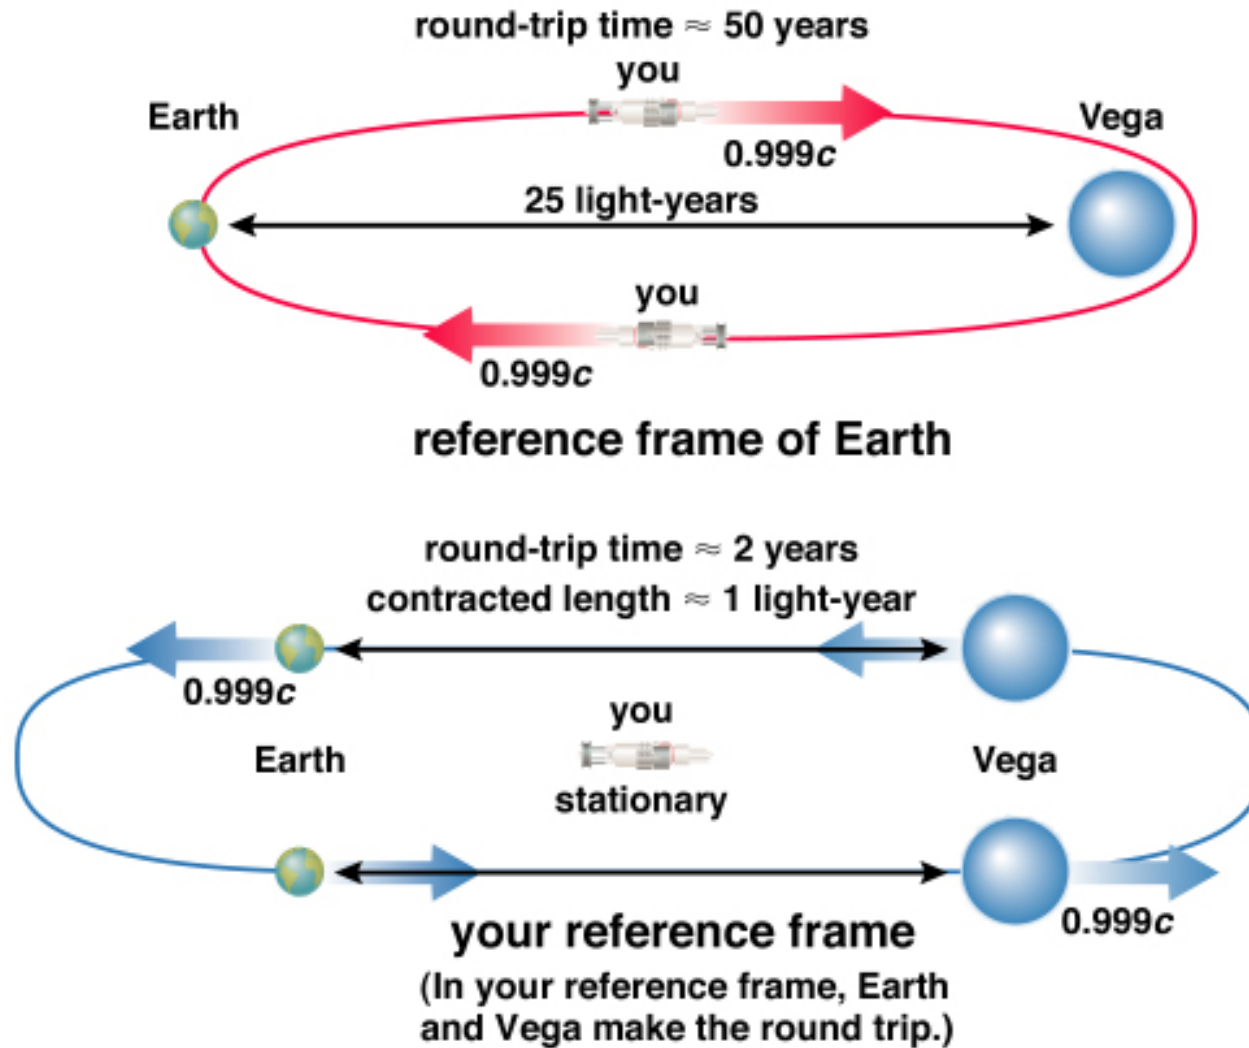 round-trip time ≈ 50 years
you
Earth
Vega
0.999c
25 light-years
you
0.999c
reference frame of Earth
round-trip time ≈ 2 years
contracted length ≈ 1 light-year
0.999c
you
Earth
Vega
stationary
0.999c
your reference frame
(In your reference frame, Earth
and Vega make the round trip.)